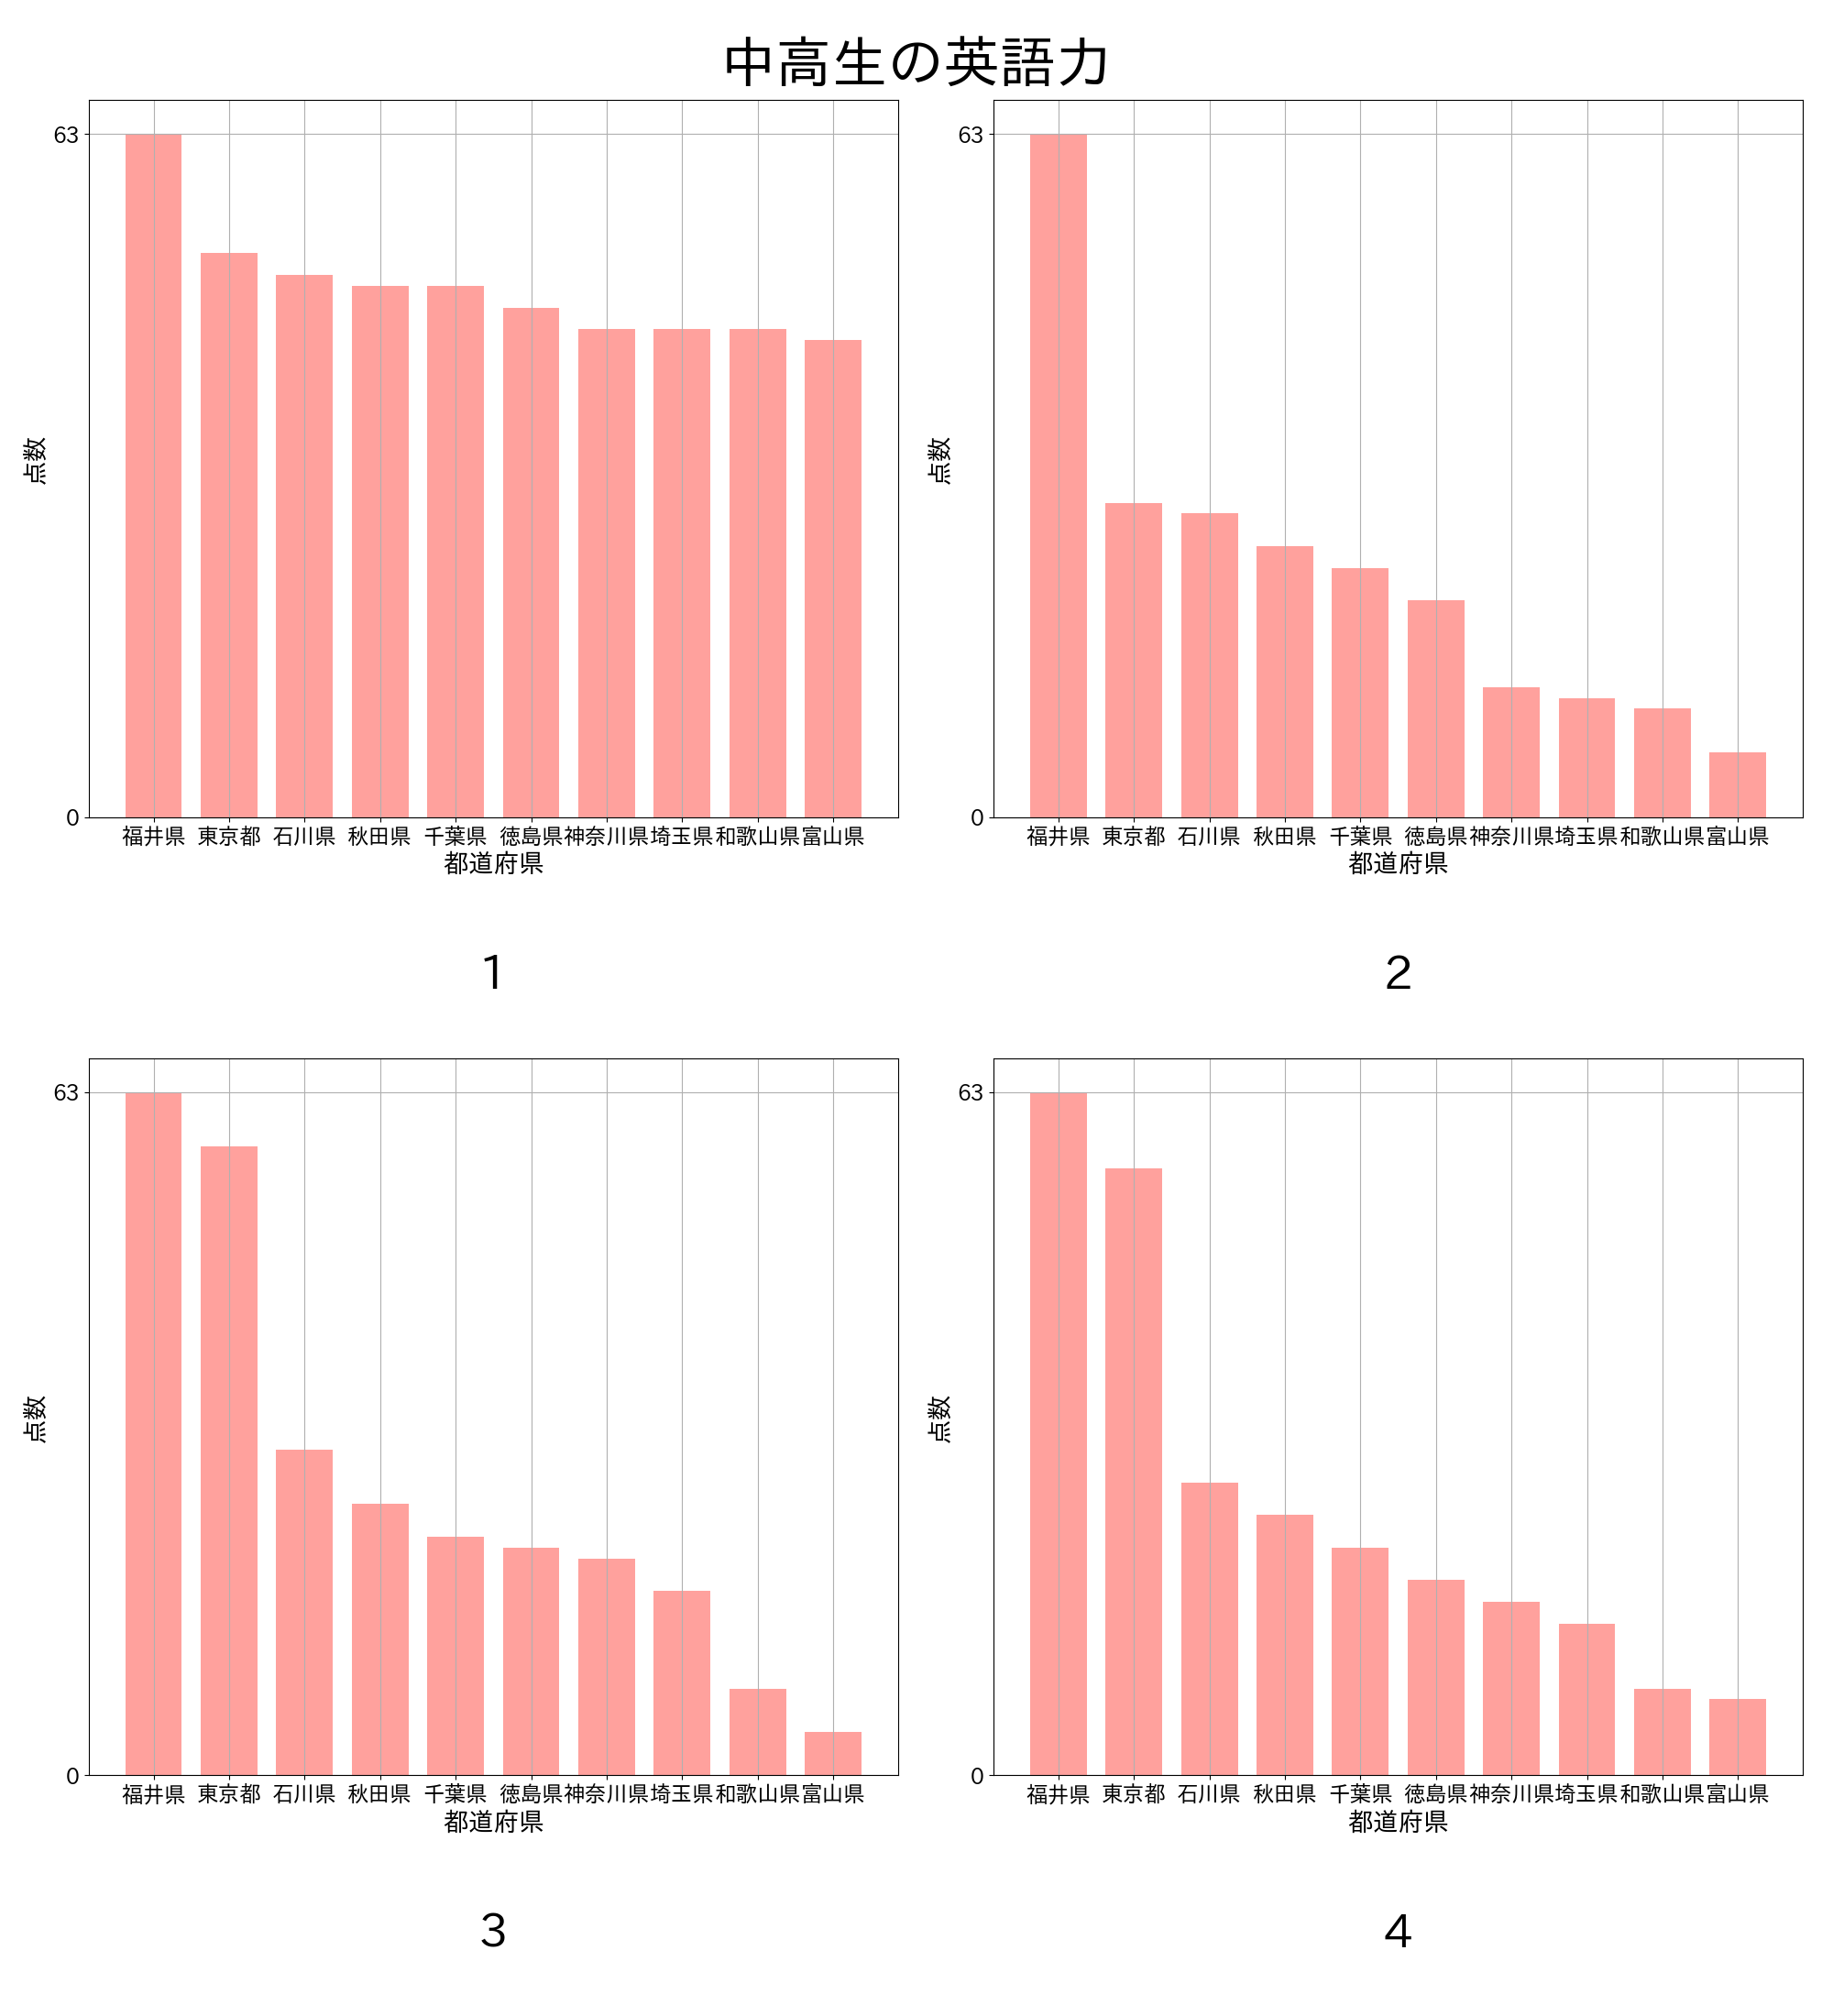 中高生の英語力
63
0
点数
福井県 東京都 石川県 秋田県 千葉県 徳島県 神奈川県 埼玉県 和歌山県 富山県
都道府県
1
63
0
点数
福井県 東京都 石川県 秋田県 千葉県 徳島県 神奈川県 埼玉県 和歌山県 富山県
都道府県
2
63
0
点数
福井県 東京都 石川県 秋田県 千葉県 徳島県 神奈川県 埼玉県 和歌山県 富山県
都道府県
3
63
0
点数
福井県 東京都 石川県 秋田県 千葉県 徳島県 神奈川県 埼玉県 和歌山県 富山県
都道府県
4